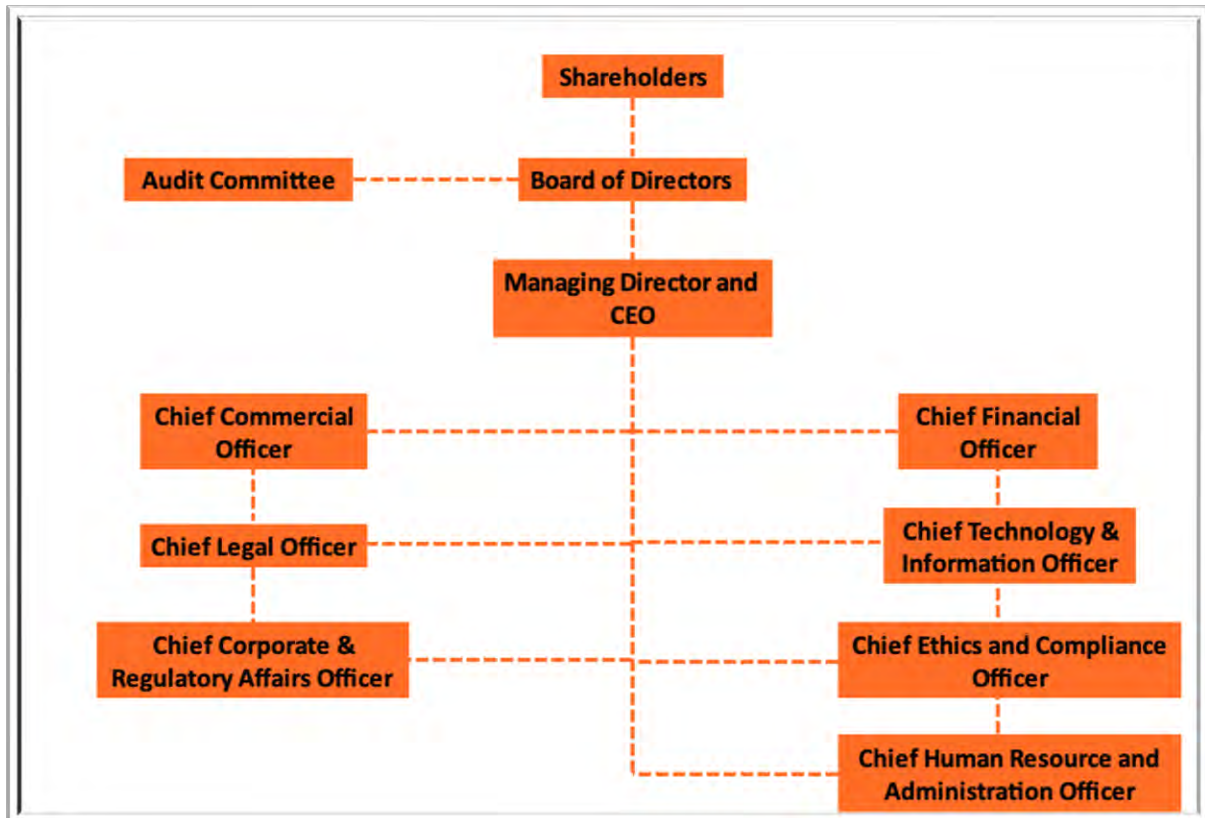 Shareholders
Audit Committee
Board of Directors
Managing Director and
CEO
Chief Commercial
Officer
Chief Financial
Officer
Chief Legal Officer
Chief Technology &
Information Officer
Chief Corporate &
Regulatory Affairs Officer
Chief Ethics and Compliance
Officer
Chief Human Resource and
Administration Officer